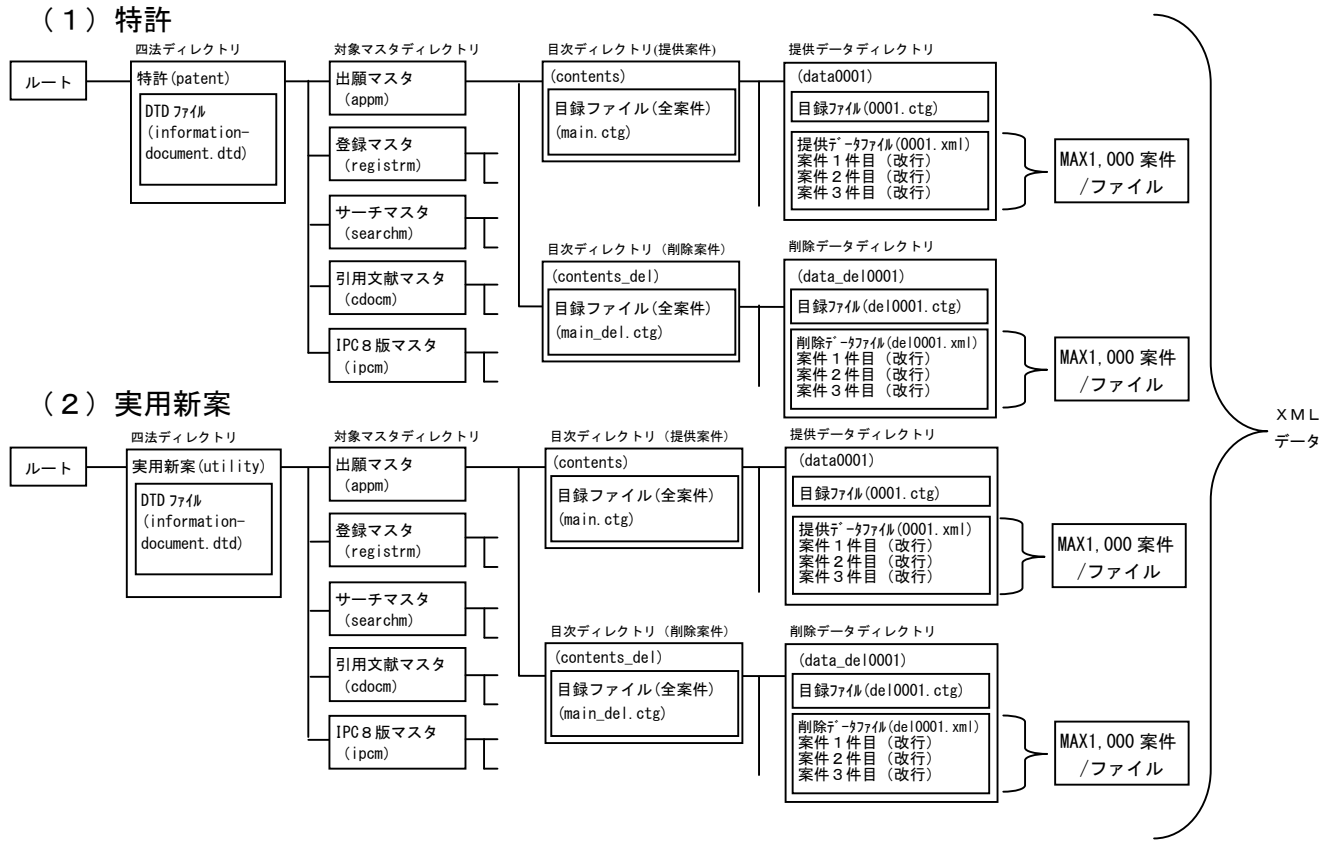 （１）特許
四法ディレクトリ
対象マスタディレクトリ
目次ディレクトリ(提供案件)
提供データディレクトリ
ルート
特許(patent)
DTD ﾌｧｲﾙ
(information-
document.dtd)
出願マスタ
(appm)
登録マスタ
(registrm)
サーチマスタ
(searchm)
引用文献マスタ
(cdocm)
IPC８版マスタ
(ipcm)
(contents)
目録ファイル(全案件)
(main.ctg)
(data0001)
目録ﾌｧｲﾙ(0001.ctg)
提供ﾃﾞｰﾀﾌｧｲﾙ(0001.xml)
案件１件目（改行）
案件２件目（改行）
案件３件目（改行）
MAX1,000 案件
/ファイル
目次ディレクトリ（削除案件）
削除データディレクトリ
(contents_del)
目録ファイル(全案件)
(main_del.ctg)
(data_del0001)
目録ﾌｧｲﾙ(del0001.ctg)
削除ﾃﾞｰﾀﾌｧｲﾙ(del0001.xml)
案件１件目（改行）
案件２件目（改行）
案件３件目（改行）
MAX1,000 案件
/ファイル
（２）実用新案
四法ディレクトリ
対象マスタディレクトリ
目次ディレクトリ（提供案件）
提供データディレクトリ
ルート
実用新案(utility)
DTD ﾌｧｲﾙ
(information-
document.dtd)
出願マスタ
(appm)
登録マスタ
(registrm)
サーチマスタ
(searchm)
引用文献マスタ
(cdocm)
IPC８版マスタ
(ipcm)
(contents)
目録ファイル(全案件)
(main.ctg)
(data0001)
目録ﾌｧｲﾙ(0001.ctg)
提供ﾃﾞｰﾀﾌｧｲﾙ(0001.xml)
案件１件目（改行）
案件２件目（改行）
案件３件目（改行）
MAX1,000 案件
/ファイル
目次ディレクトリ（削除案件）
削除データディレクトリ
(contents_del)
目録ファイル(全案件)
(main_del.ctg)
(data_del0001)
目録ﾌｧｲﾙ(del0001.ctg)
削除ﾃﾞｰﾀﾌｧｲﾙ(del0001.xml)
案件１件目（改行）
案件２件目（改行）
案件３件目（改行）
MAX1,000 案件
/ファイル
ＸＭＬ
データ